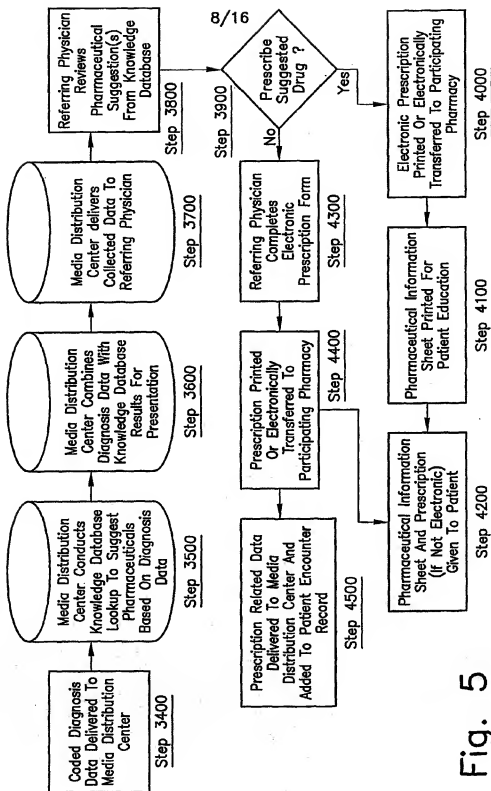 8/16
Coded Diagnosis
Data Delivered To
Media Distribution
Center
Step 3400
Media Distribution
Center Conducts
Knowledge Database
Lookup To Suggest
Pharmaceuticals
Based On Diagnosis
Data
Step 3500
Media Distribution
Center Combines
Diagnosis Data With
Knowledge Database
Results For
Presentation
Step 3600
Media Distribution
Center delivers
Collected Data To
Referring Physician
Step 3700
Referring Physician
Reviews
Pharmaceutical
Suggestion(s)
From Knowledge
Database
Step 3800
Prescribe
Suggested
Drug ?
Step 3900
No
Yes
Referring Physician
Completes
Electronic
Prescription Form
Step 4300
Prescription Printed
Or Electronically
Transferred To
Participating Pharmacy
Step 4400
Prescription Related Data
Delivered To Media
Distribution Center And
Added To Patient Encounter
Record
Step 4500
Electronic Prescription
Printed Or Electronically
Transferred To Participating
Pharmacy
Step 4000
Pharmaceutical Information
Sheet Printed For
Patient Education
Step 4100
Pharmaceutical Information
Sheet And Prescription
(If Not Electronic)
Given To Patient
Step 4200
Fig. 5